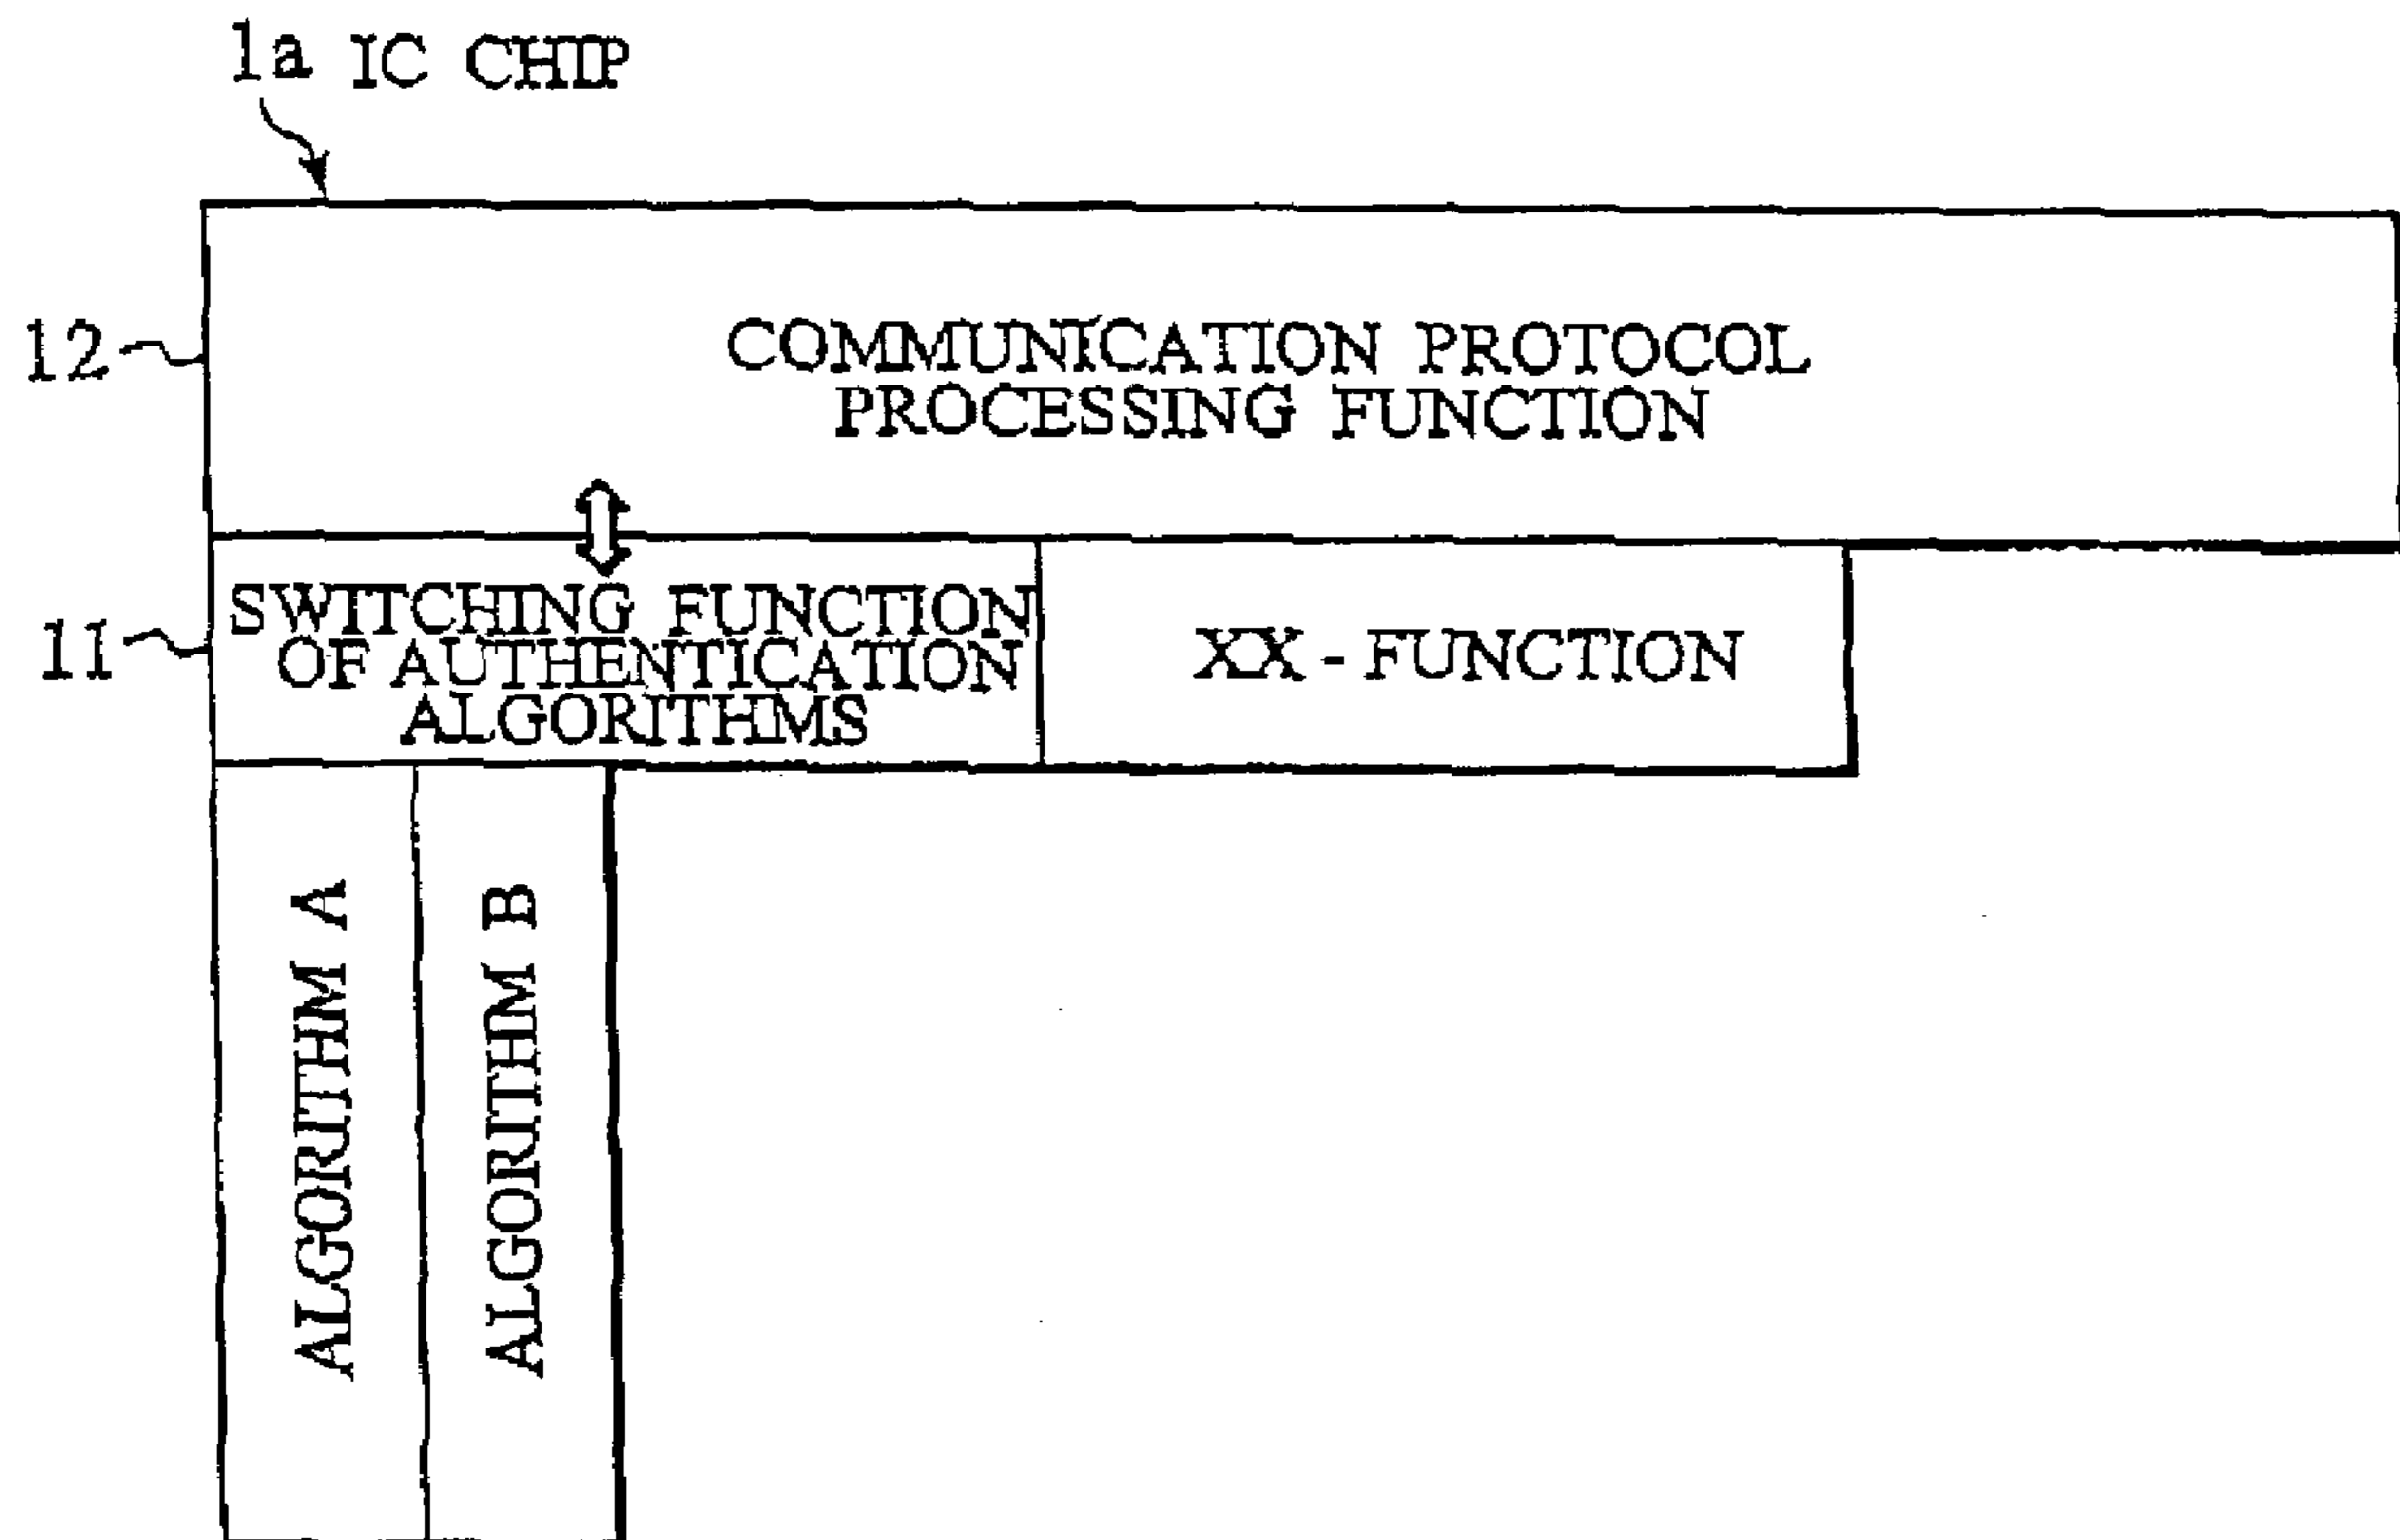 1a IC CHIP
12
COMMUNICATION PROTOCOL
PROCESSING FUNCTION
11
SWITCHING FUNCTION
OF AUTHENTICATION
ALGORITHMS
XX-FUNCTION
ALGORITHM A
ALGORITHM B